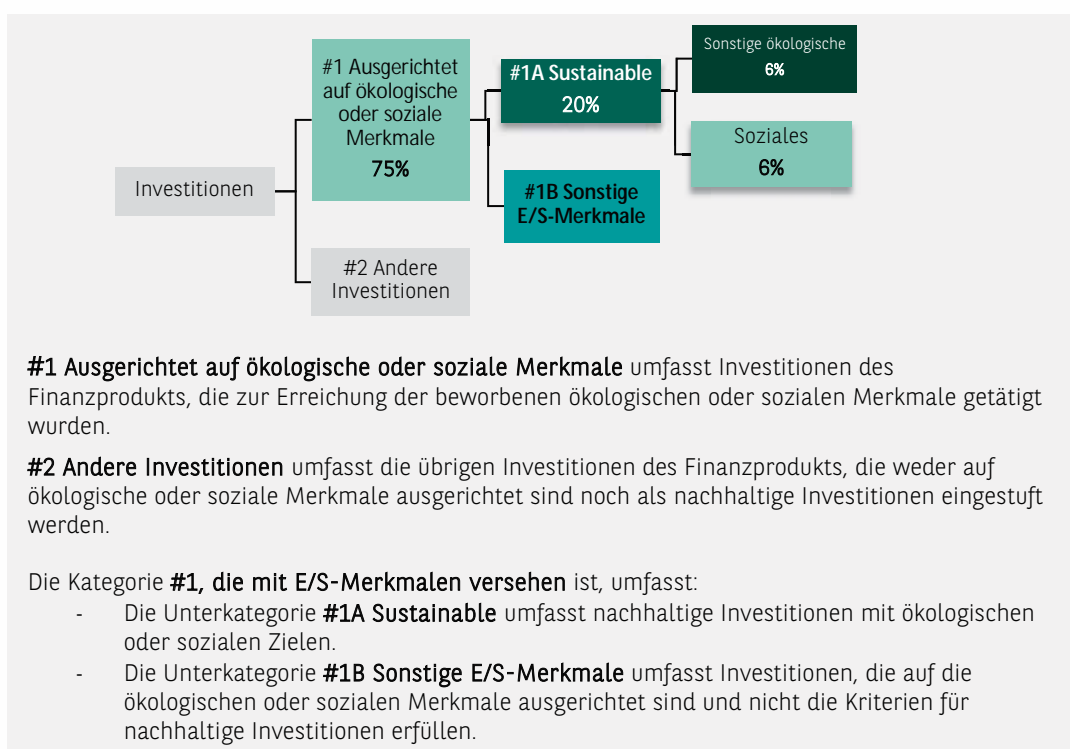 Investitionen
#1 Ausgerichtet
auf ökologische
oder soziale
Merkmale
75%
#2 Andere
Investitionen
#1A Sustainable
20%
#1B Sonstige
E/S-Merkmale
Sonstige ökologische
6%
Soziales
6%
#1 Ausgerichtet auf ökologische oder soziale Merkmale umfasst Investitionen des
Finanzprodukts, die zur Erreichung der beworbenen ökologischen oder sozialen Merkmale getätigt
wurden.
#2 Andere Investitionen umfasst die übrigen Investitionen des Finanzprodukts, die weder auf
ökologische oder soziale Merkmale ausgerichtet sind noch als nachhaltige Investitionen eingestuft
werden.
Die Kategorie #1, die mit E/S-Merkmalen versehen ist, umfasst:
- Die Unterkategorie #1A Sustainable umfasst nachhaltige Investitionen mit ökologischen
oder sozialen Zielen.
- Die Unterkategorie #1B Sonstige E/S-Merkmale umfasst Investitionen, die auf die
ökologischen oder sozialen Merkmale ausgerichtet sind und nicht die Kriterien für
nachhaltige Investitionen erfüllen.